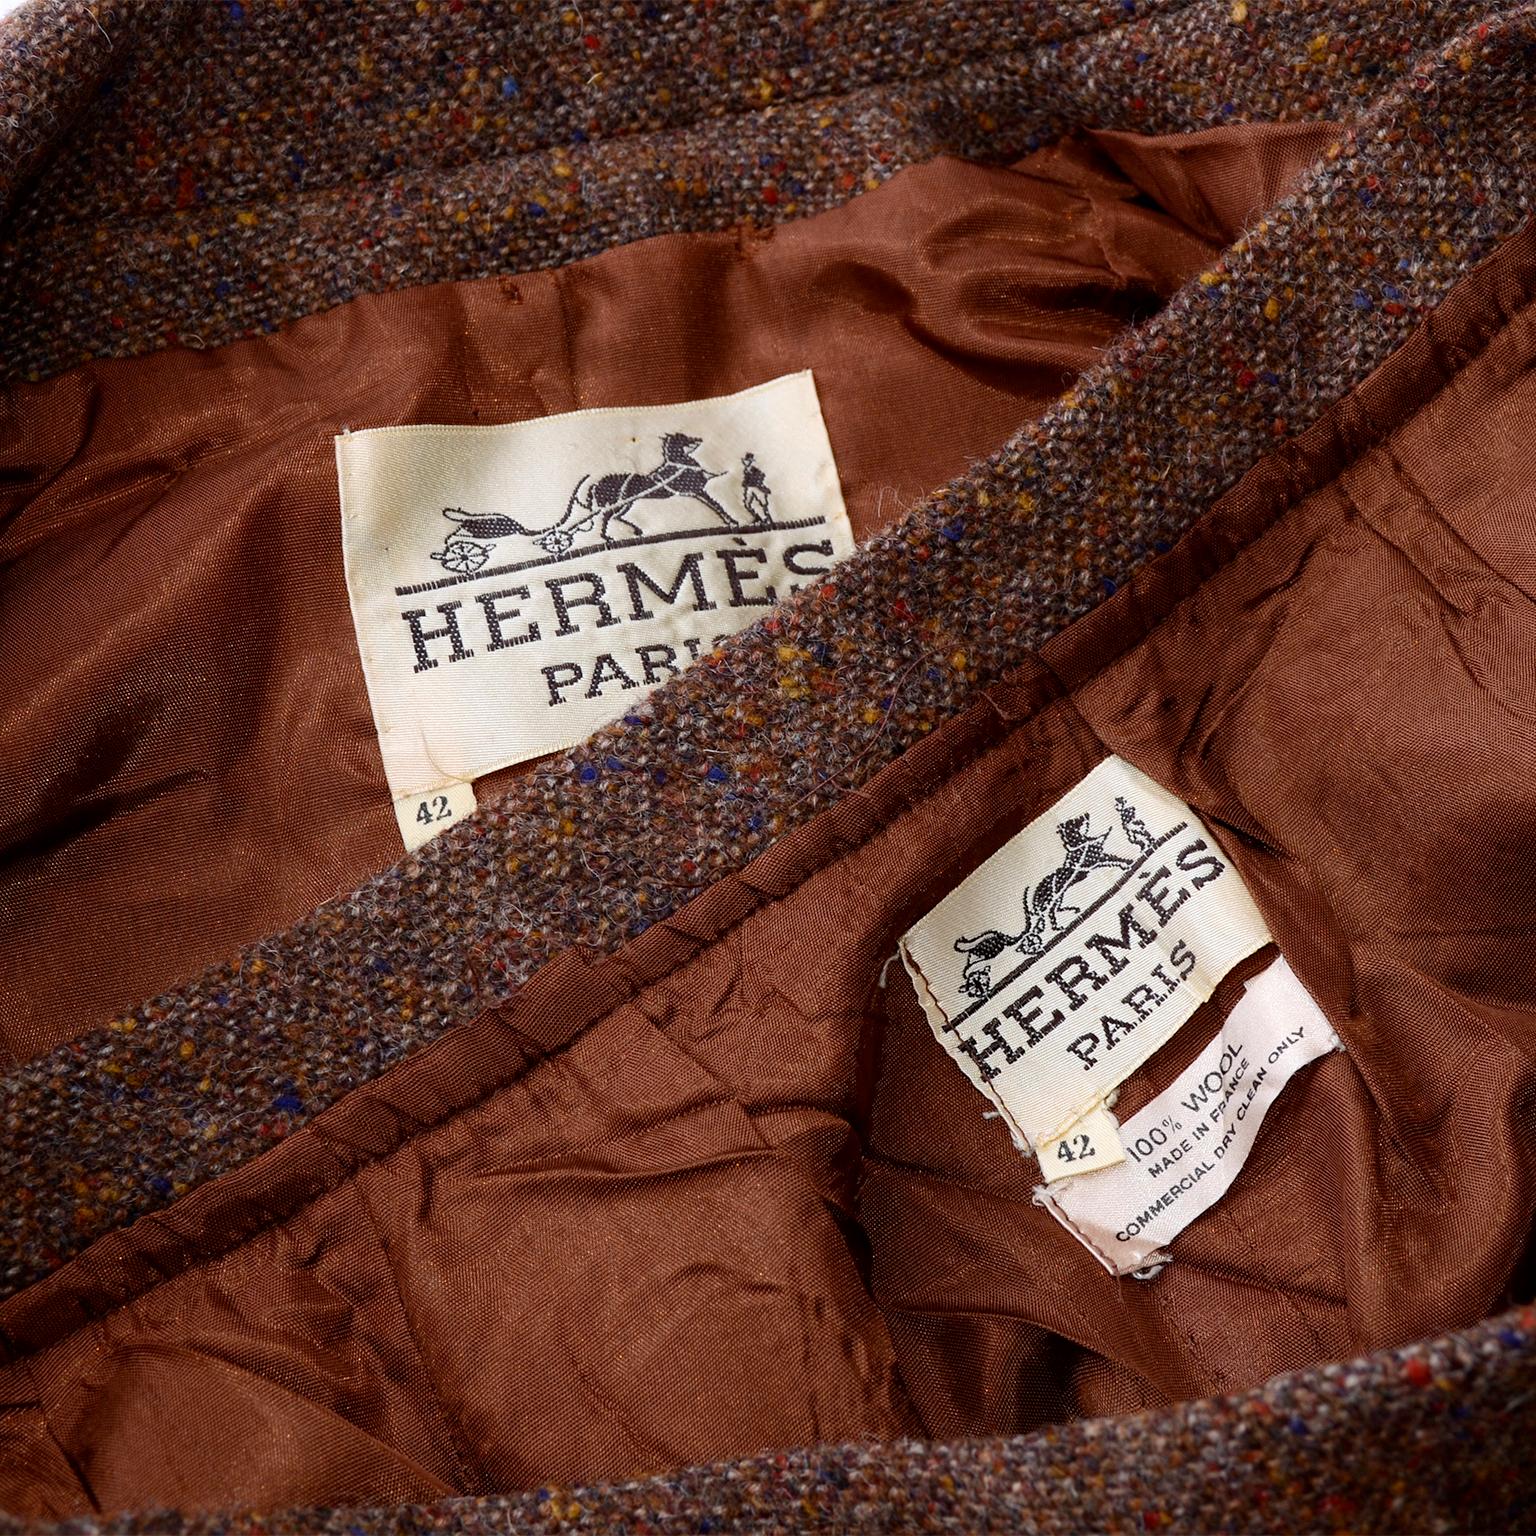 HERMÈS
PARIS
42
HERMÈS
PARIS
42
100% WOOL
MADE IN FRANCE
COMMERCIAL DRY CLEAN ONLY